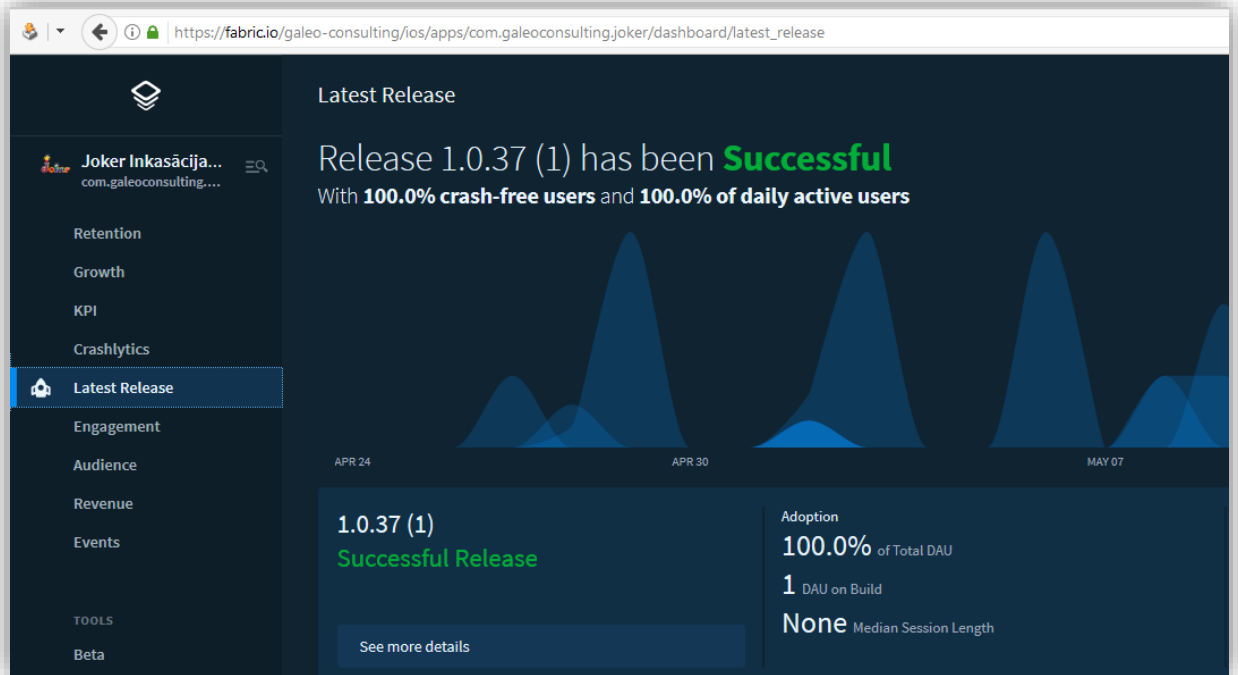 https://fabric.io/galeo-consulting/ios/apps/com.galeoconsulting.joker/dashboard/latest_release
Joker Inkasācija...
com.galeoconsulting....
Retention
Growth
KPI
Crashlytics
Latest Release
Engagement
Audience
Revenue
Events
TOOLS
Beta
Latest Release
Release 1.0.37 (1) has been Successful
With 100.0% crash-free users and 100.0% of daily active users
APR 24 APR 30 MAY 07
1.0.37 (1)
Successful Release
See more details
Adoption
100.0% of Total DAU
1 DAU on Build
None Median Session Length